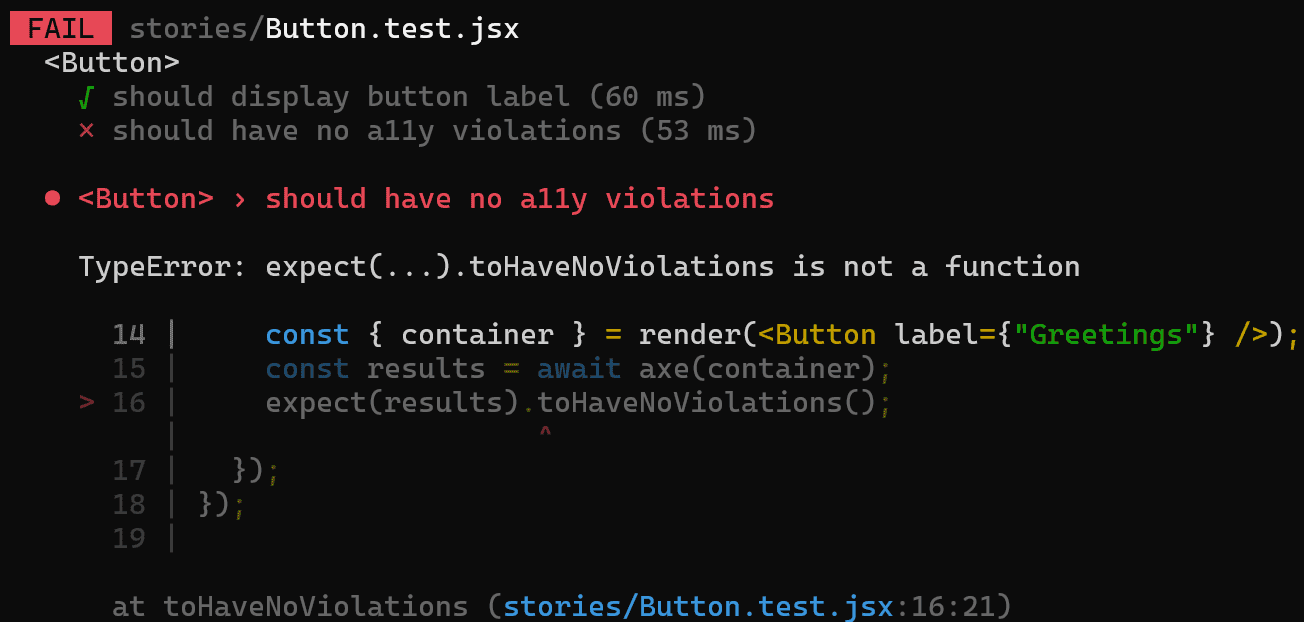 FAIL stories/Button.test.jsx
<Button>
√ should display button label (60 ms)
× should have no a11y violations (53 ms)
● <Button> › should have no a11y violations
TypeError: expect(...).toHaveNoViolations is not a function
14 |     const { container } = render(<Button label={"Greetings"} />);
15 |     const results = await axe(container);
> 16 |     expect(results).toHaveNoViolations();
|                     ^
17 |   });
18 | });
19 |
at toHaveNoViolations (stories/Button.test.jsx:16:21)